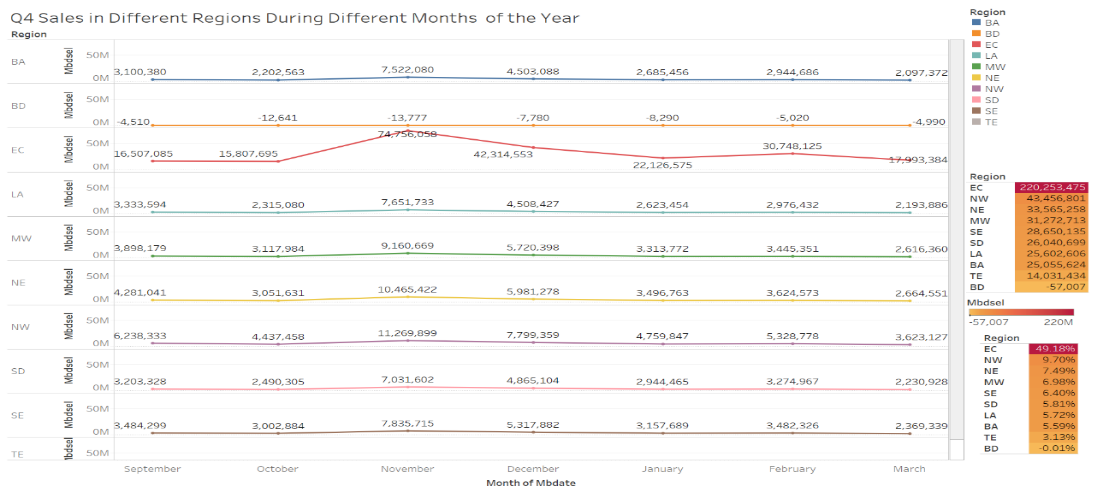 Q4 Sales in Different Regions During Different Months of the Year
Region
BA
Mbdsel
50M
0M
3,100,380
2,202,563
7,522,080
4,503,088
2,685,456
2,944,686
2,097,372
BD
Mbdsel
50M
0M
-4,510
-12,641
-13,777
-7,780
-8,290
-5,020
-4,990
EC
Mbdsel
50M
0M
16,507,085
15,807,695
74,756,058
42,314,553
22,126,575
30,748,125
17,993,384
LA
Mbdsel
50M
0M
3,333,594
2,315,080
7,651,733
4,508,427
2,623,454
2,976,432
2,193,886
MW
Mbdsel
50M
0M
3,898,179
3,117,984
9,160,669
5,720,398
3,313,772
3,445,351
2,616,360
NE
Mbdsel
50M
0M
4,281,041
3,051,631
10,465,422
5,981,278
3,496,763
3,624,573
2,664,551
NW
Mbdsel
50M
0M
6,238,333
4,437,458
11,269,899
7,799,359
4,759,847
5,328,778
3,623,127
SD
Mbdsel
50M
0M
3,203,328
2,490,305
7,031,602
4,865,104
2,944,465
3,274,967
2,230,928
SE
Mbdsel
50M
0M
3,484,299
3,002,884
7,835,715
5,317,882
3,157,689
3,482,326
2,369,339
TE
50M
September
October
November
December
January
February
March
Month of Mbdate
Region
BA
BD
EC
LA
MW
NE
NW
SD
SE
TE
Region
EC 220,253,475
NW 43,456,801
NE 33,565,258
MW 31,272,713
SE 28,650,135
SD 26,040,699
LA 25,602,606
BA 25,055,624
TE 14,031,434
BD -57,007
Mbdsel
-57,007 220M
Region
EC 49.18%
NW 9.70%
NE 7.49%
MW 6.98%
SE 6.40%
SD 5.81%
LA 5.72%
BA 5.59%
TE 3.13%
BD -0.01%